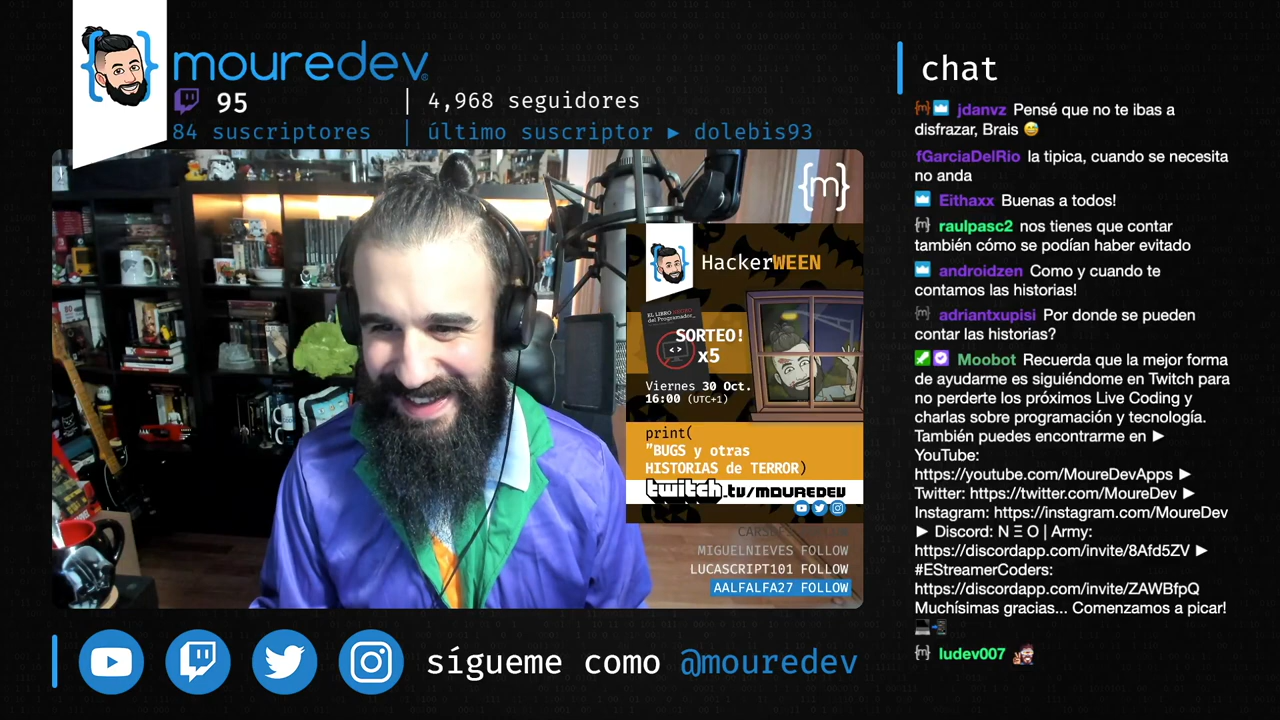 mouredev
95 | 4,968 seguidores
84 suscriptores | último suscriptor ▶ dolebis93
{m}
HackerWEEN
EL LIBRO NEGRO
del Programador
SORTEO!
x5
Viernes 30 Oct.
16:00 (UTC+1)
print(
"BUGS y otras
HISTORIAS de TERROR)
twitch.tv/MOUREDEV
MIGUELNIEVES FOLLOW
LUCASCRIPT101 FOLLOW
AALFALFA27 FOLLOW
sígueme como @mouredev
chat
jdanvz Pensé que no te ibas a
disfrazar, Brais 😅
fGarciaDelRio la tipica, cuando se necesita
no anda
Eithaxx Buenas a todos!
raulpasc2 nos tienes que contar
también cómo se podían haber evitado
androidzen Como y cuando te
contamos las historias!
adriantxupisi Por donde se pueden
contar las historias?
Moobot Recuerda que la mejor forma
de ayudarme es siguiéndome en Twitch para
no perderte los próximos Live Coding y
charlas sobre programación y tecnología.
También puedes encontrarme en ▶
YouTube:
https://youtube.com/MoureDevApps ▶
Twitter: https://twitter.com/MoureDev ▶
Instagram: https://instagram.com/MoureDev
▶ Discord: N Ξ O | Army:
https://discordapp.com/invite/8Afd5ZV ▶
#EStreamerCoders:
https://discordapp.com/invite/ZAWBfpQ
Muchísimas gracias... Comenzamos a picar!
💻📲
ludev007